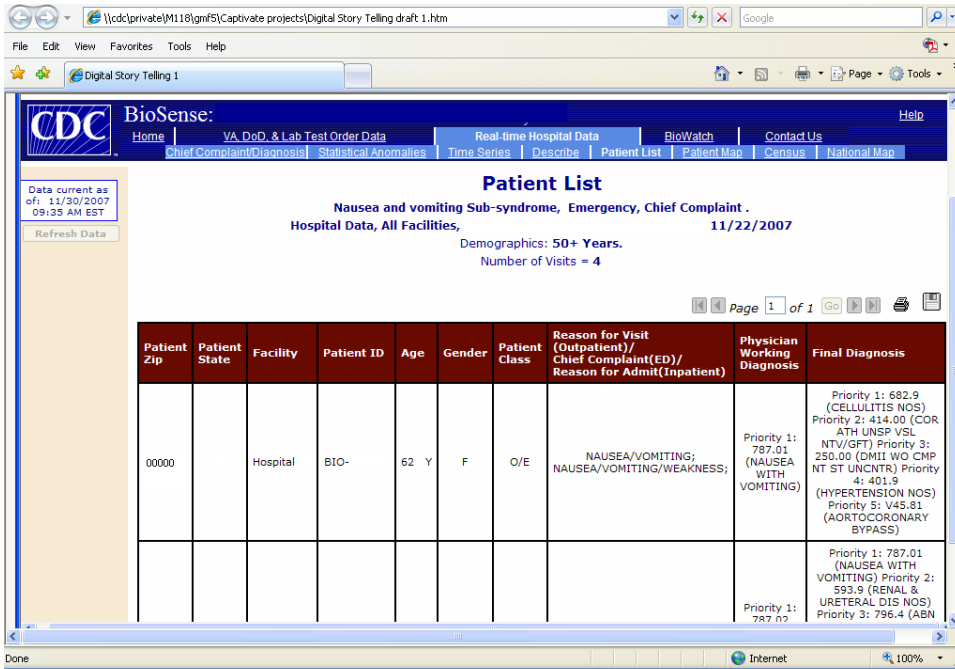 \\cdc\private\M118\gmf5\Captivate projects\Digital Story Telling draft 1.htm
Google
File Edit View Favorites Tools Help
Digital Story Telling 1
Page Tools
CDC
BioSense:
Help
Home VA, DoD, & Lab Test Order Data Real-time Hospital Data BioWatch Contact Us
Chief Complaint/Diagnosis Statistical Anomalies Time Series Describe Patient List Patient Map Census National Map
Data current as
of: 11/30/2007
09:35 AM EST
Refresh Data
Patient List
Nausea and vomiting Sub-syndrome, Emergency, Chief Complaint .
Hospital Data, All Facilities, 11/22/2007
Demographics: 50+ Years.
Number of Visits = 4
Page 1 of 1 Go
Patient
Zip
Patient
State
Facility
Patient ID
Age
Gender
Patient
Class
Reason for Visit
(Outpatient)/
Chief Complaint(ED)/
Reason for Admit(Inpatient)
Physician
Working
Diagnosis
Final Diagnosis
00000
Hospital
BIO-
62 Y
F
O/E
NAUSEA/VOMITING;
NAUSEA/VOMITING/WEAKNESS;
Priority 1:
787.01
(NAUSEA
WITH
VOMITING)
Priority 1: 682.9
(CELLULITIS NOS)
Priority 2: 414.00 (COR
ATH UNSP VSL
NTV/GFT) Priority 3:
250.00 (DMII WO CMP
NT ST UNCNTR) Priority
4: 401.9
(HYPERTENSION NOS)
Priority 5: V45.81
(AORTOCORONARY
BYPASS)
Priority 1:
787.02
Priority 1: 787.01
(NAUSEA WITH
VOMITING) Priority 2:
593.9 (RENAL &
URETERAL DIS NOS)
Priority 3: 796.4 (ABN
Done
Internet
100%